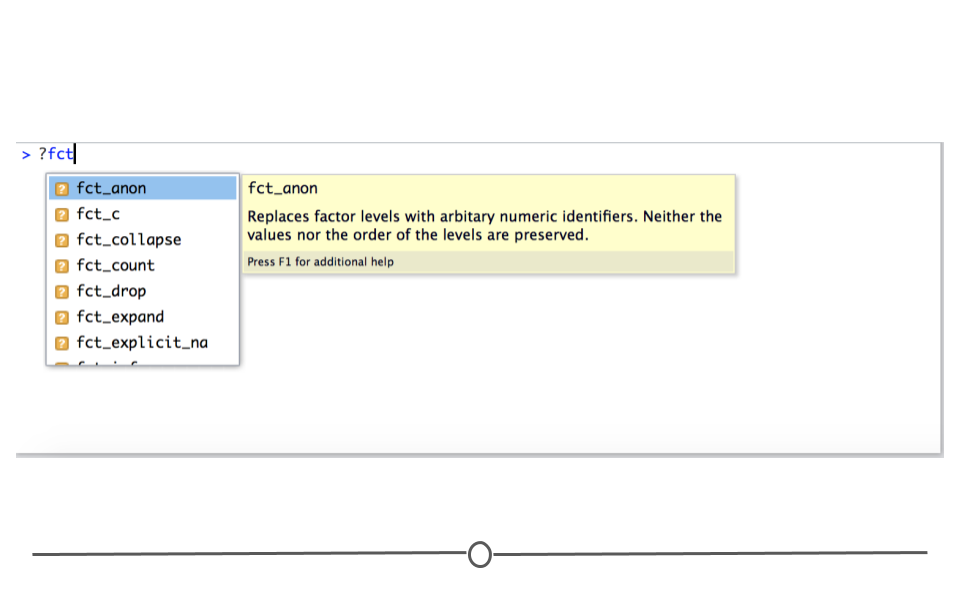 > ?fct
fct_anon
fct_c
fct_collapse
fct_count
fct_drop
fct_expand
fct_explicit_na
fct_anon
Replaces factor levels with arbitary numeric identifiers. Neither the
values nor the order of the levels are preserved.
Press F1 for additional help